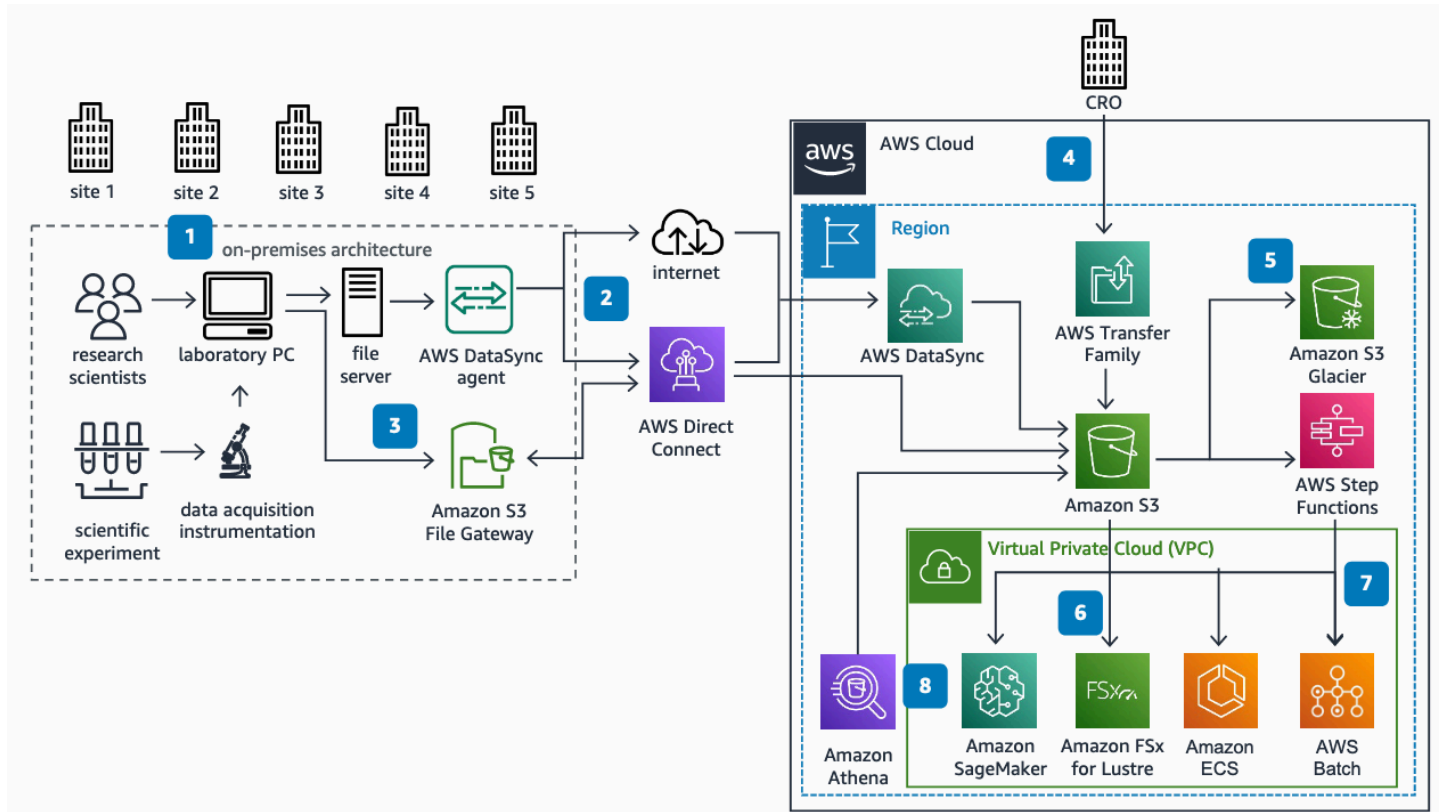 CRO
site 1
site 2
site 3
site 4
site 5
aws
AWS Cloud
4
1
on-premises architecture
Region
2
internet
5
research
scientists
laboratory PC
file
server
AWS DataSync
agent
AWS DataSync
AWS Transfer
Family
Amazon S3
Glacier
3
AWS Direct
Connect
scientific
experiment
data acquisition
instrumentation
Amazon S3
File Gateway
Amazon S3
AWS Step
Functions
Virtual Private Cloud (VPC)
6
7
8
FSx
Amazon
Athena
Amazon
SageMaker
Amazon FSx
for Lustre
Amazon
ECS
AWS
Batch